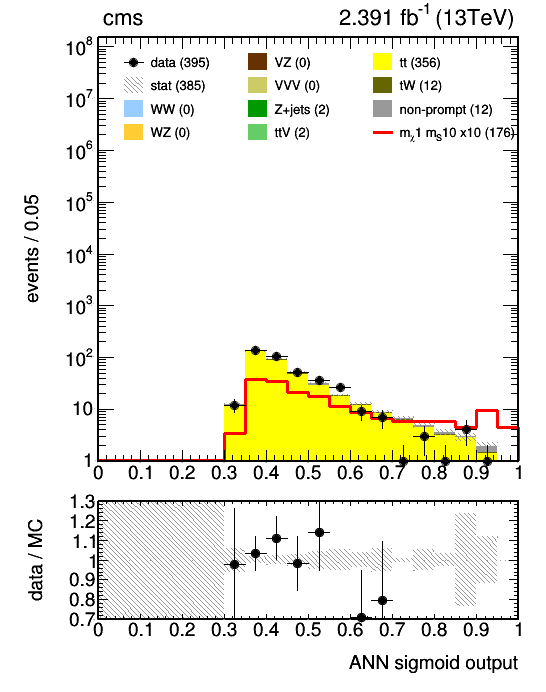 cms 2.391 fb⁻¹ (13TeV)
data (395) VZ (0) tt (356)
stat (385) VVV (0) tW (12)
WW (0) Z+jets (2) non-prompt (12)
WZ (0) ttV (2) mχ1 mS10 x10 (176)
events / 0.05
10⁸
10⁷
10⁶
10⁵
10⁴
10³
10²
10
1
0 0.1 0.2 0.3 0.4 0.5 0.6 0.7 0.8 0.9 1
data / MC
1.3
1.2
1.1
1
0.9
0.8
0.7
0 0.1 0.2 0.3 0.4 0.5 0.6 0.7 0.8 0.9 1
ANN sigmoid output